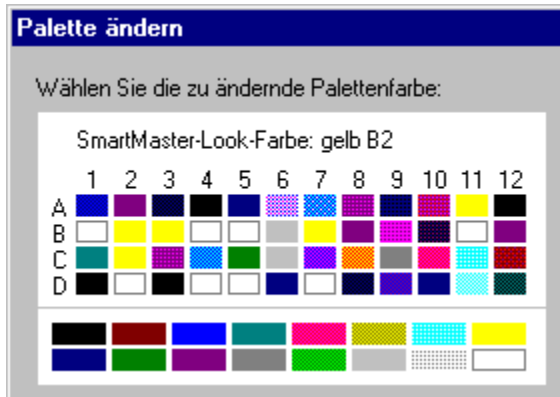 Palette ändern
Wählen Sie die zu ändernde Palettenfarbe:
SmartMaster-Look-Farbe: gelb B2
1 2 3 4 5 6 7 8 9 10 11 12
A
B
C
D